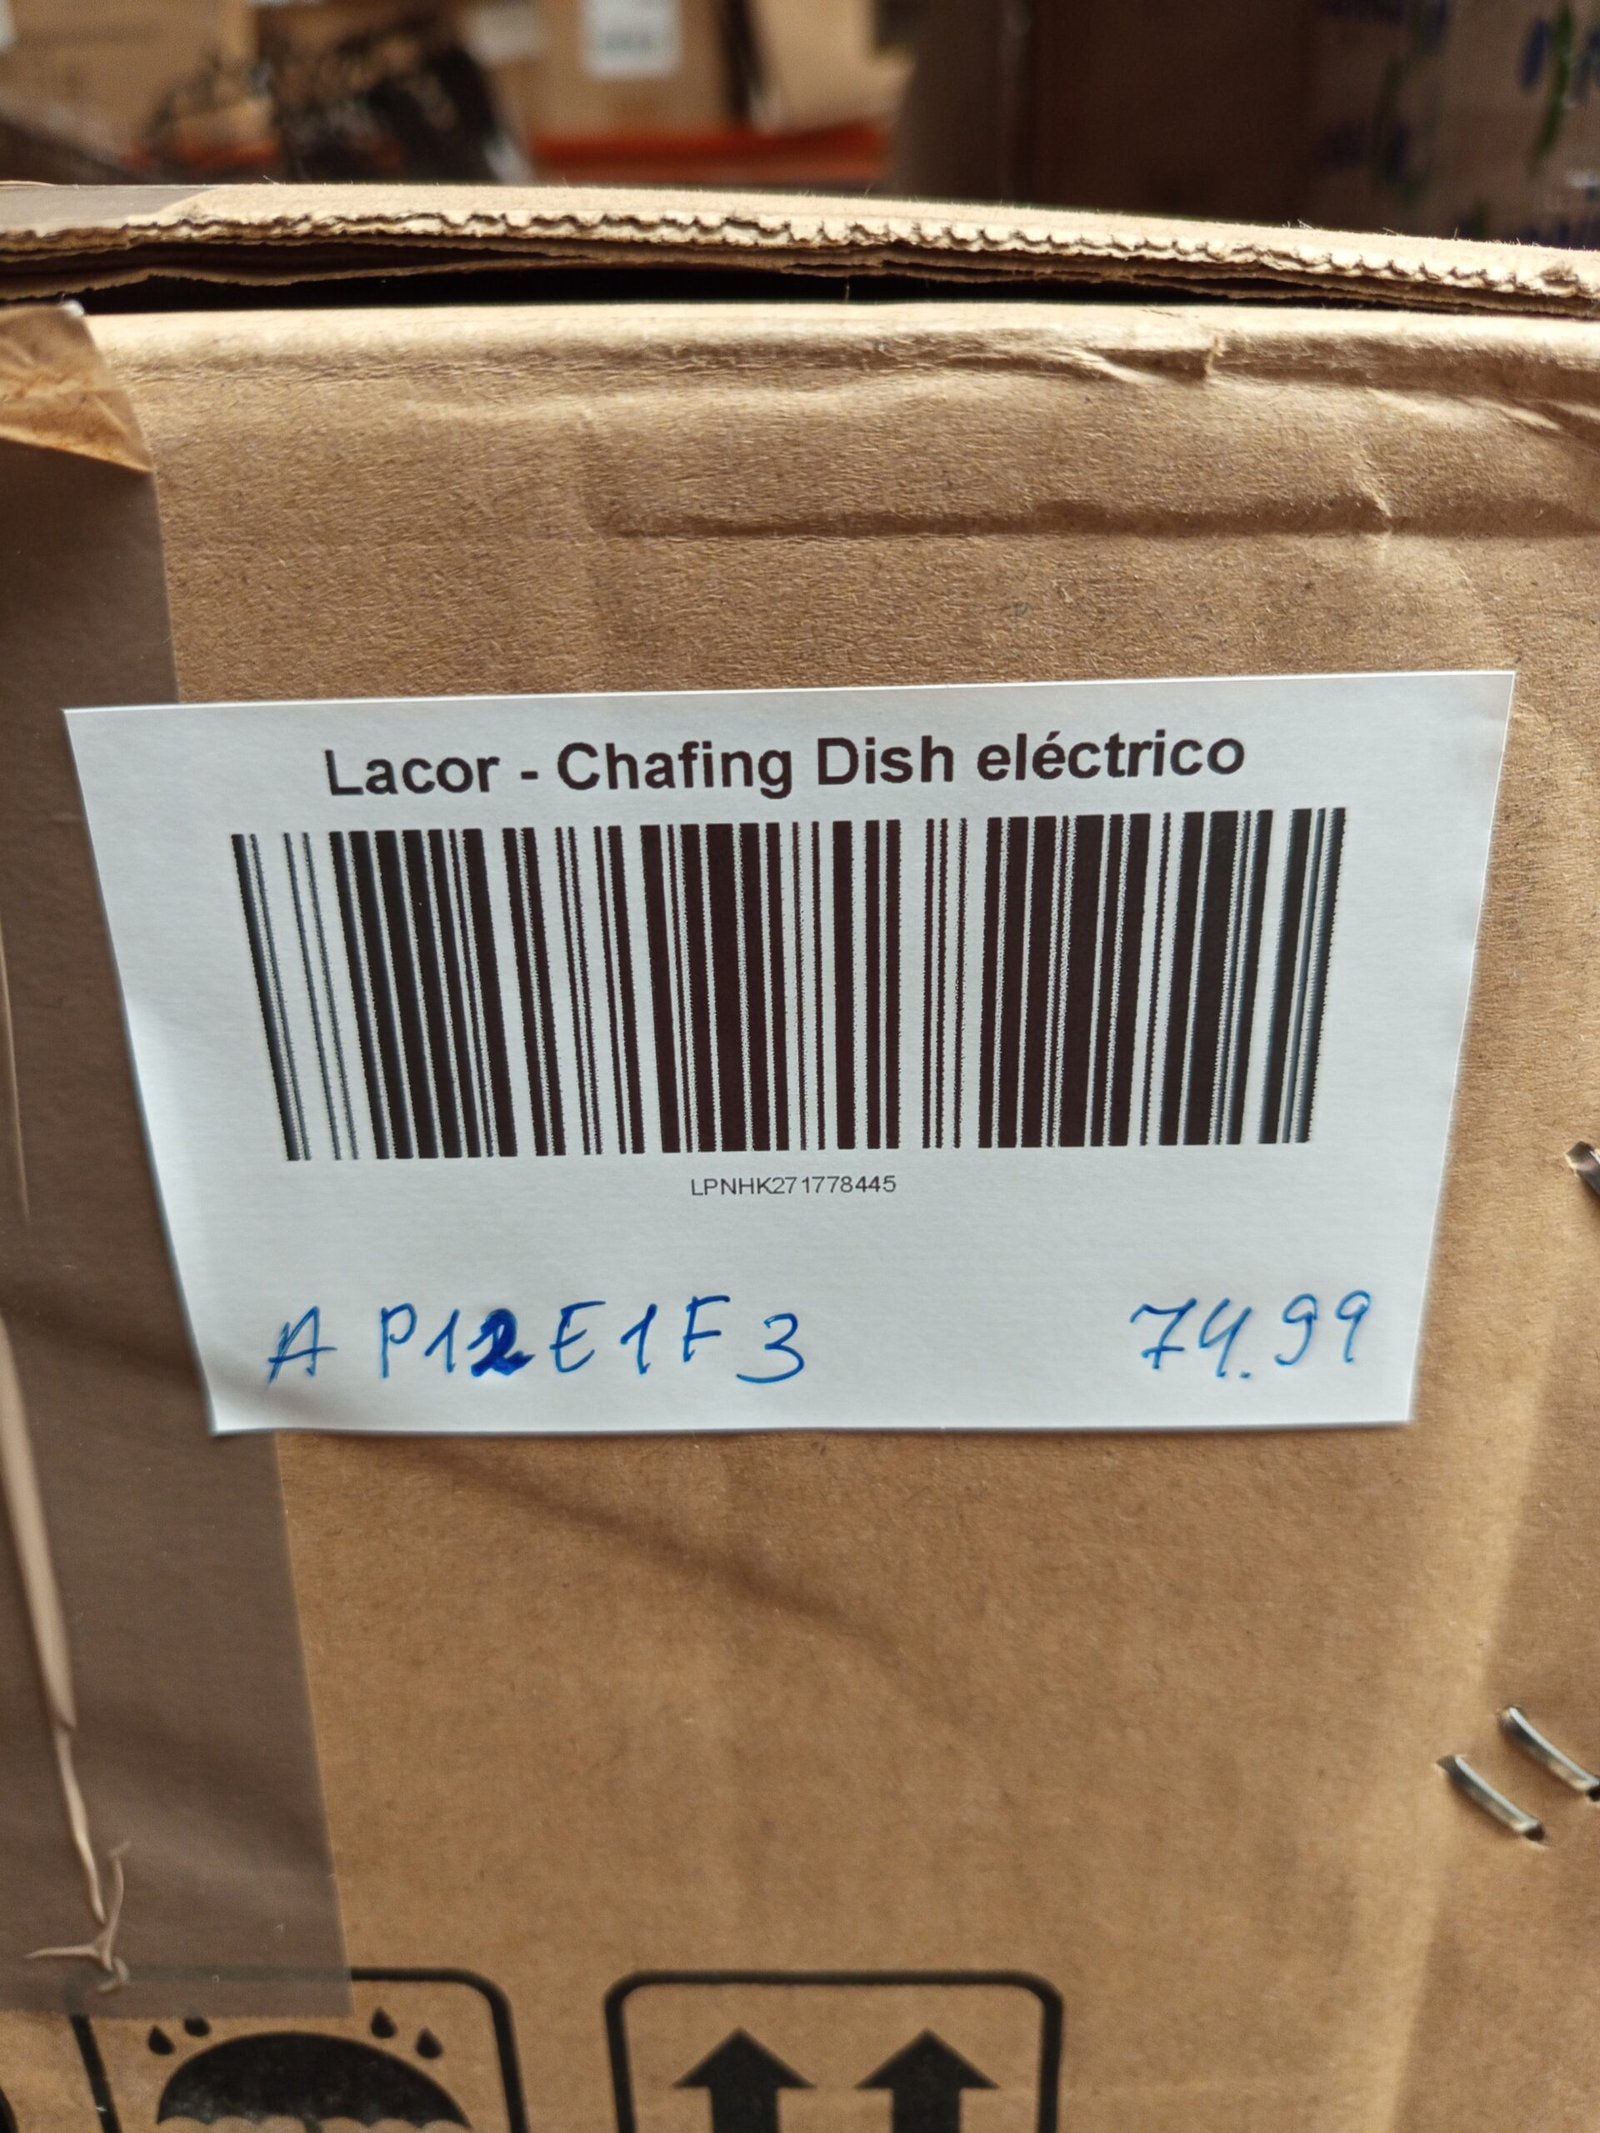 Lacor - Chafing Dish eléctrico
LPNHK271778445
A P12E1F3 74.99